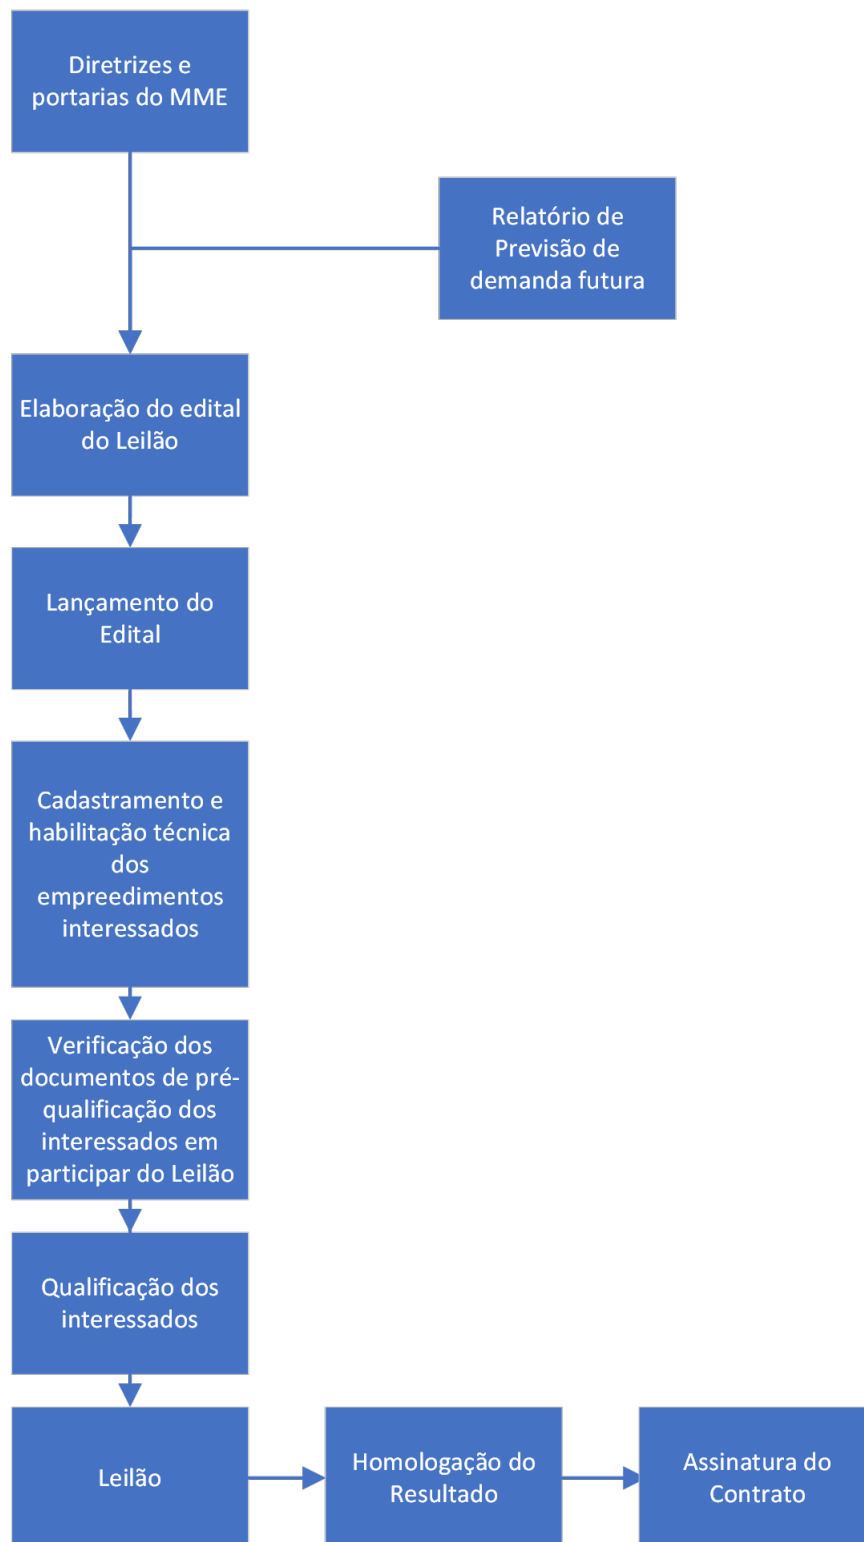 Diretrizes e
portarias do MME
Relatório de
Previsão de
demanda futura
Elaboração do edital
do Leilão
Lançamento do
Edital
Cadastramento e
habilitação técnica
dos
empreedimentos
interessados
Verificação dos
documentos de pré-
qualificação dos
interessados em
participar do Leilão
Qualificação dos
interessados
Leilão
Homologação do
Resultado
Assinatura do
Contrato